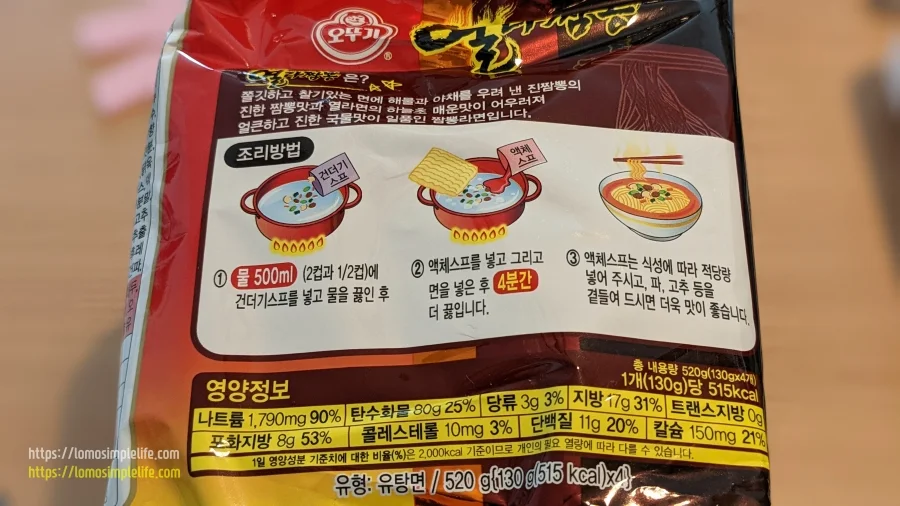 오뚜기
열라짬뽕
열라짬뽕은?
쫄깃하고 찰기있는 면에 해물과 야채를 우려 낸 진짬뽕의
진한 짬뽕맛과 열라면의 하늘초 매운맛이 어우러져
얼큰하고 진한 국물맛이 일품인 짬뽕라면입니다.
조리방법
건더기
스프
액체
스프
① 물 500ml (2컵과 1/2컵)에
건더기스프를 넣고 물을 끓인 후
② 액체스프를 넣고 그리고
면을 넣은 후 4분간
더 끓입니다.
③ 액체스프는 식성에 따라 적당량
넣어 주시고, 파, 고추 등을
곁들여 드시면 더욱 맛이 좋습니다.
영양정보
총 내용량 520g(130gx4개)
1개(130g)당 515kcal
나트륨 1,790mg 90% 탄수화물 80g 25% 당류 3g 3% 지방 17g 31% 트랜스지방 0g
포화지방 8g 53% 콜레스테롤 10mg 3% 단백질 11g 20% 칼슘 150mg 21%
1일 영양성분 기준치에 대한 비율(%)은 2,000kcal 기준이므로 개인의 필요 열량에 따라 다를 수 있습니다.
유형: 유탕면 / 520 g{130 g(515 kcal)x4}
https://lomosimplelife.com
https://lomosimplelife.com